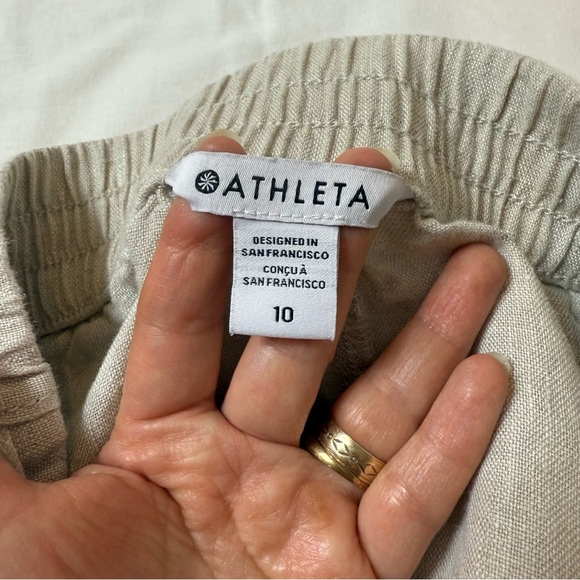 ATHLETA
DESIGNED IN
SAN FRANCISCO
CONÇU À
SAN FRANCISCO
10